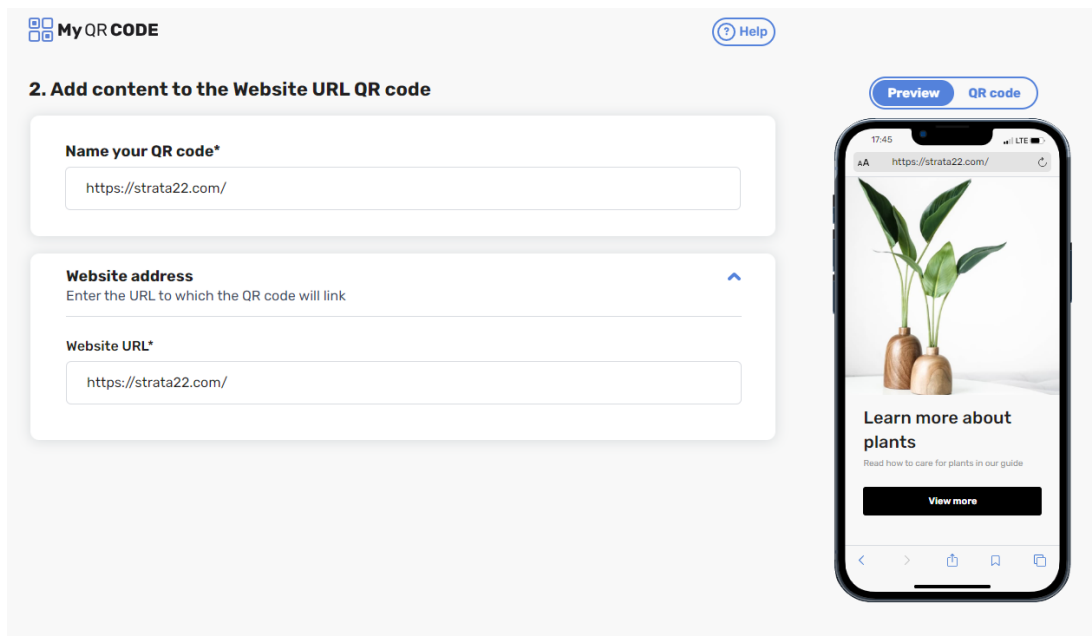 My QR CODE
? Help
2. Add content to the Website URL QR code
Name your QR code*
https://strata22.com/
Website address
Enter the URL to which the QR code will link
Website URL*
https://strata22.com/
Preview QR code
17:45 LTE
AA https://strata22.com/
Learn more about
plants
Read how to care for plants in our guide
View more